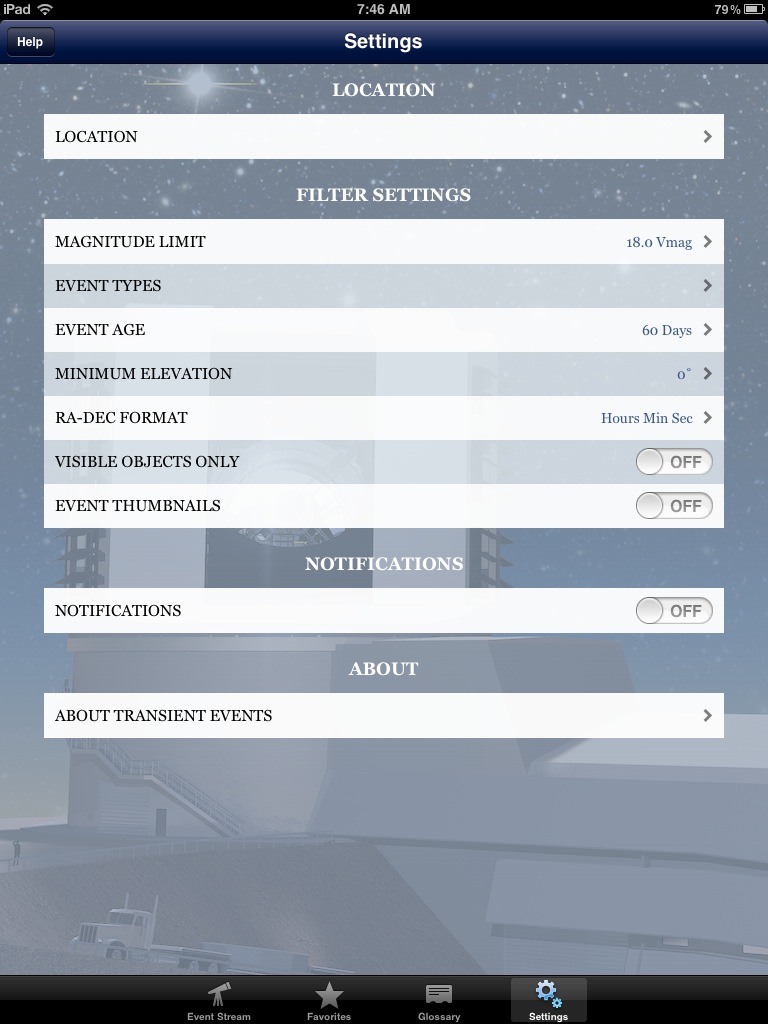 iPad 7:46 AM 79%
Help Settings
LOCATION
LOCATION
FILTER SETTINGS
MAGNITUDE LIMIT 18.0 Vmag
EVENT TYPES
EVENT AGE 60 Days
MINIMUM ELEVATION 0°
RA-DEC FORMAT Hours Min Sec
VISIBLE OBJECTS ONLY OFF
EVENT THUMBNAILS OFF
NOTIFICATIONS
NOTIFICATIONS OFF
ABOUT
ABOUT TRANSIENT EVENTS
Event Stream Favorites Glossary Settings